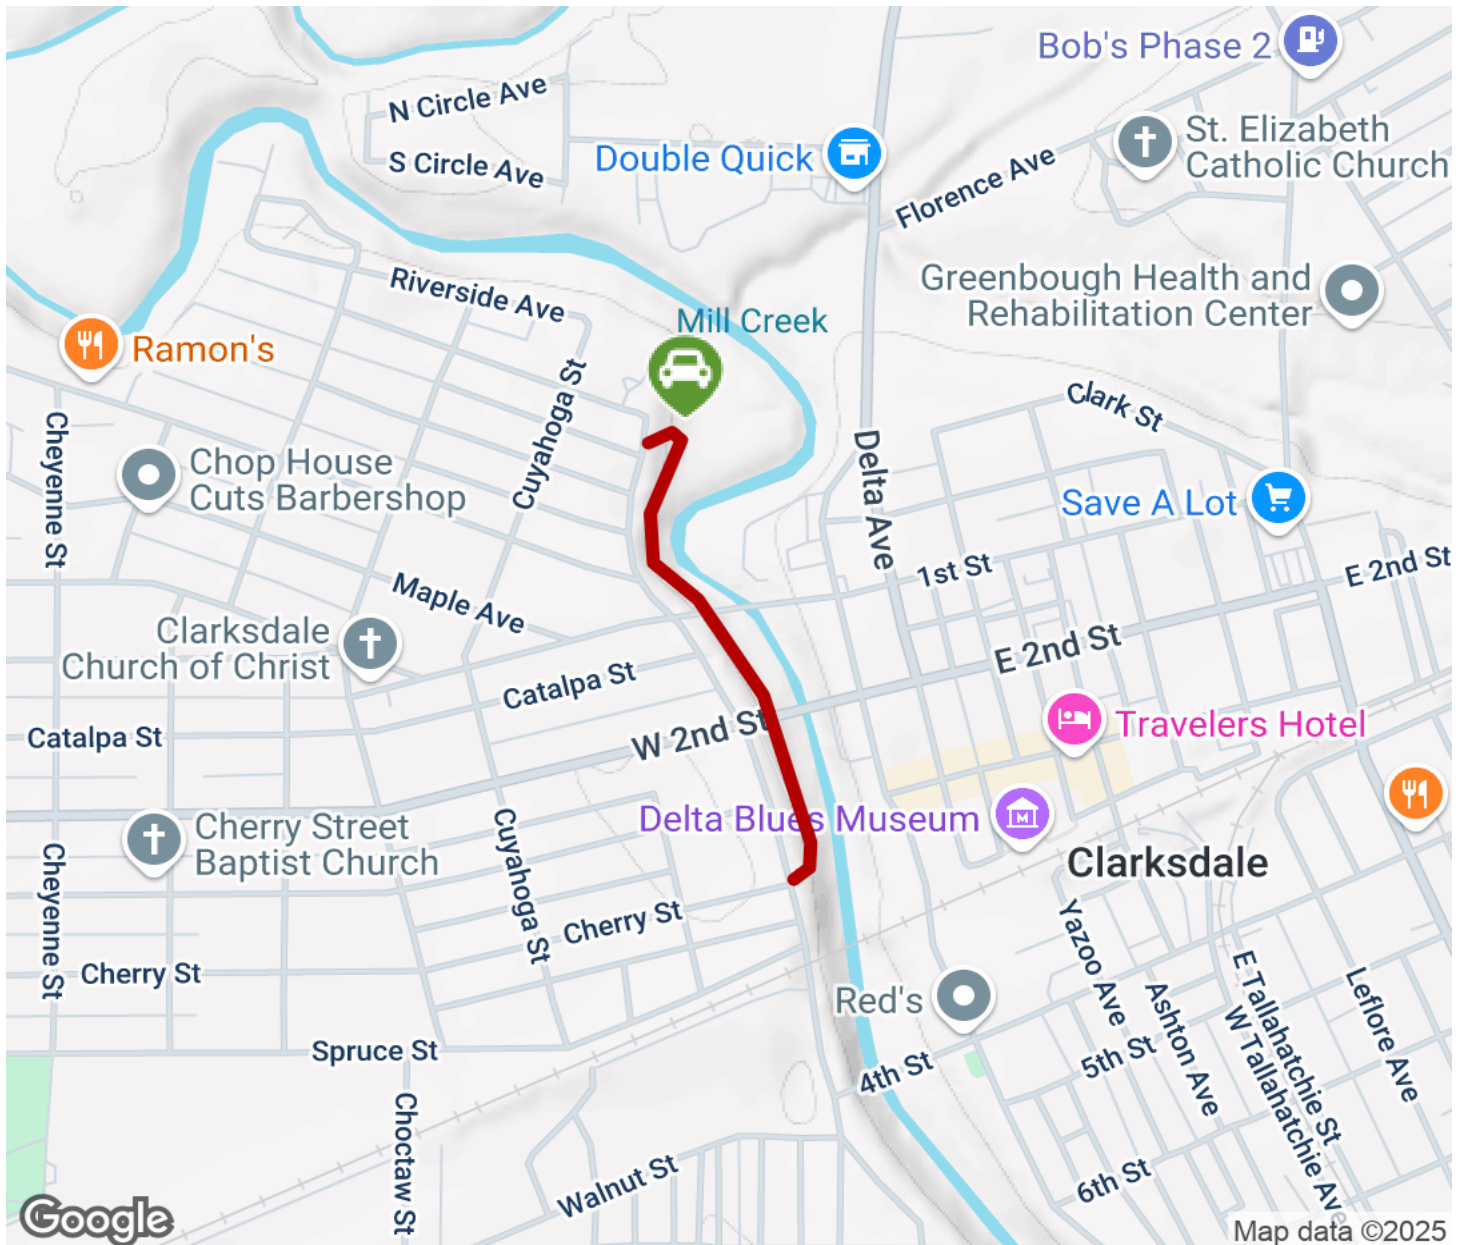 Bob's Phase 2
N Circle Ave
St. Elizabeth
Catholic Church
Double Quick
S Circle Ave
Florence Ave
Greenbough Health and
Rehabilitation Center
Riverside Ave
Mill Creek
Ramon's
Cuyahoga St
Clark St
Cheyenne St
Chop House
Cuts Barbershop
Delta Ave
Save A Lot
1st St
E 2nd St
Maple Ave
Clarksdale
Church of Christ
E 2nd St
Catalpa St
Catalpa St
W 2nd St
Travelers Hotel
Delta Blues Museum
Cherry Street
Baptist Church
Cuyahoga St
Clarksdale
Cheyenne St
Cherry St
Cherry St
Yazoo Ave
Red's
Ashton Ave
E Tallahatchie St
W Tallahatchie Ave
Leflore Ave
Spruce St
4th St
5th St
Choctaw St
Walnut St
6th St
Google
Map data ©2025